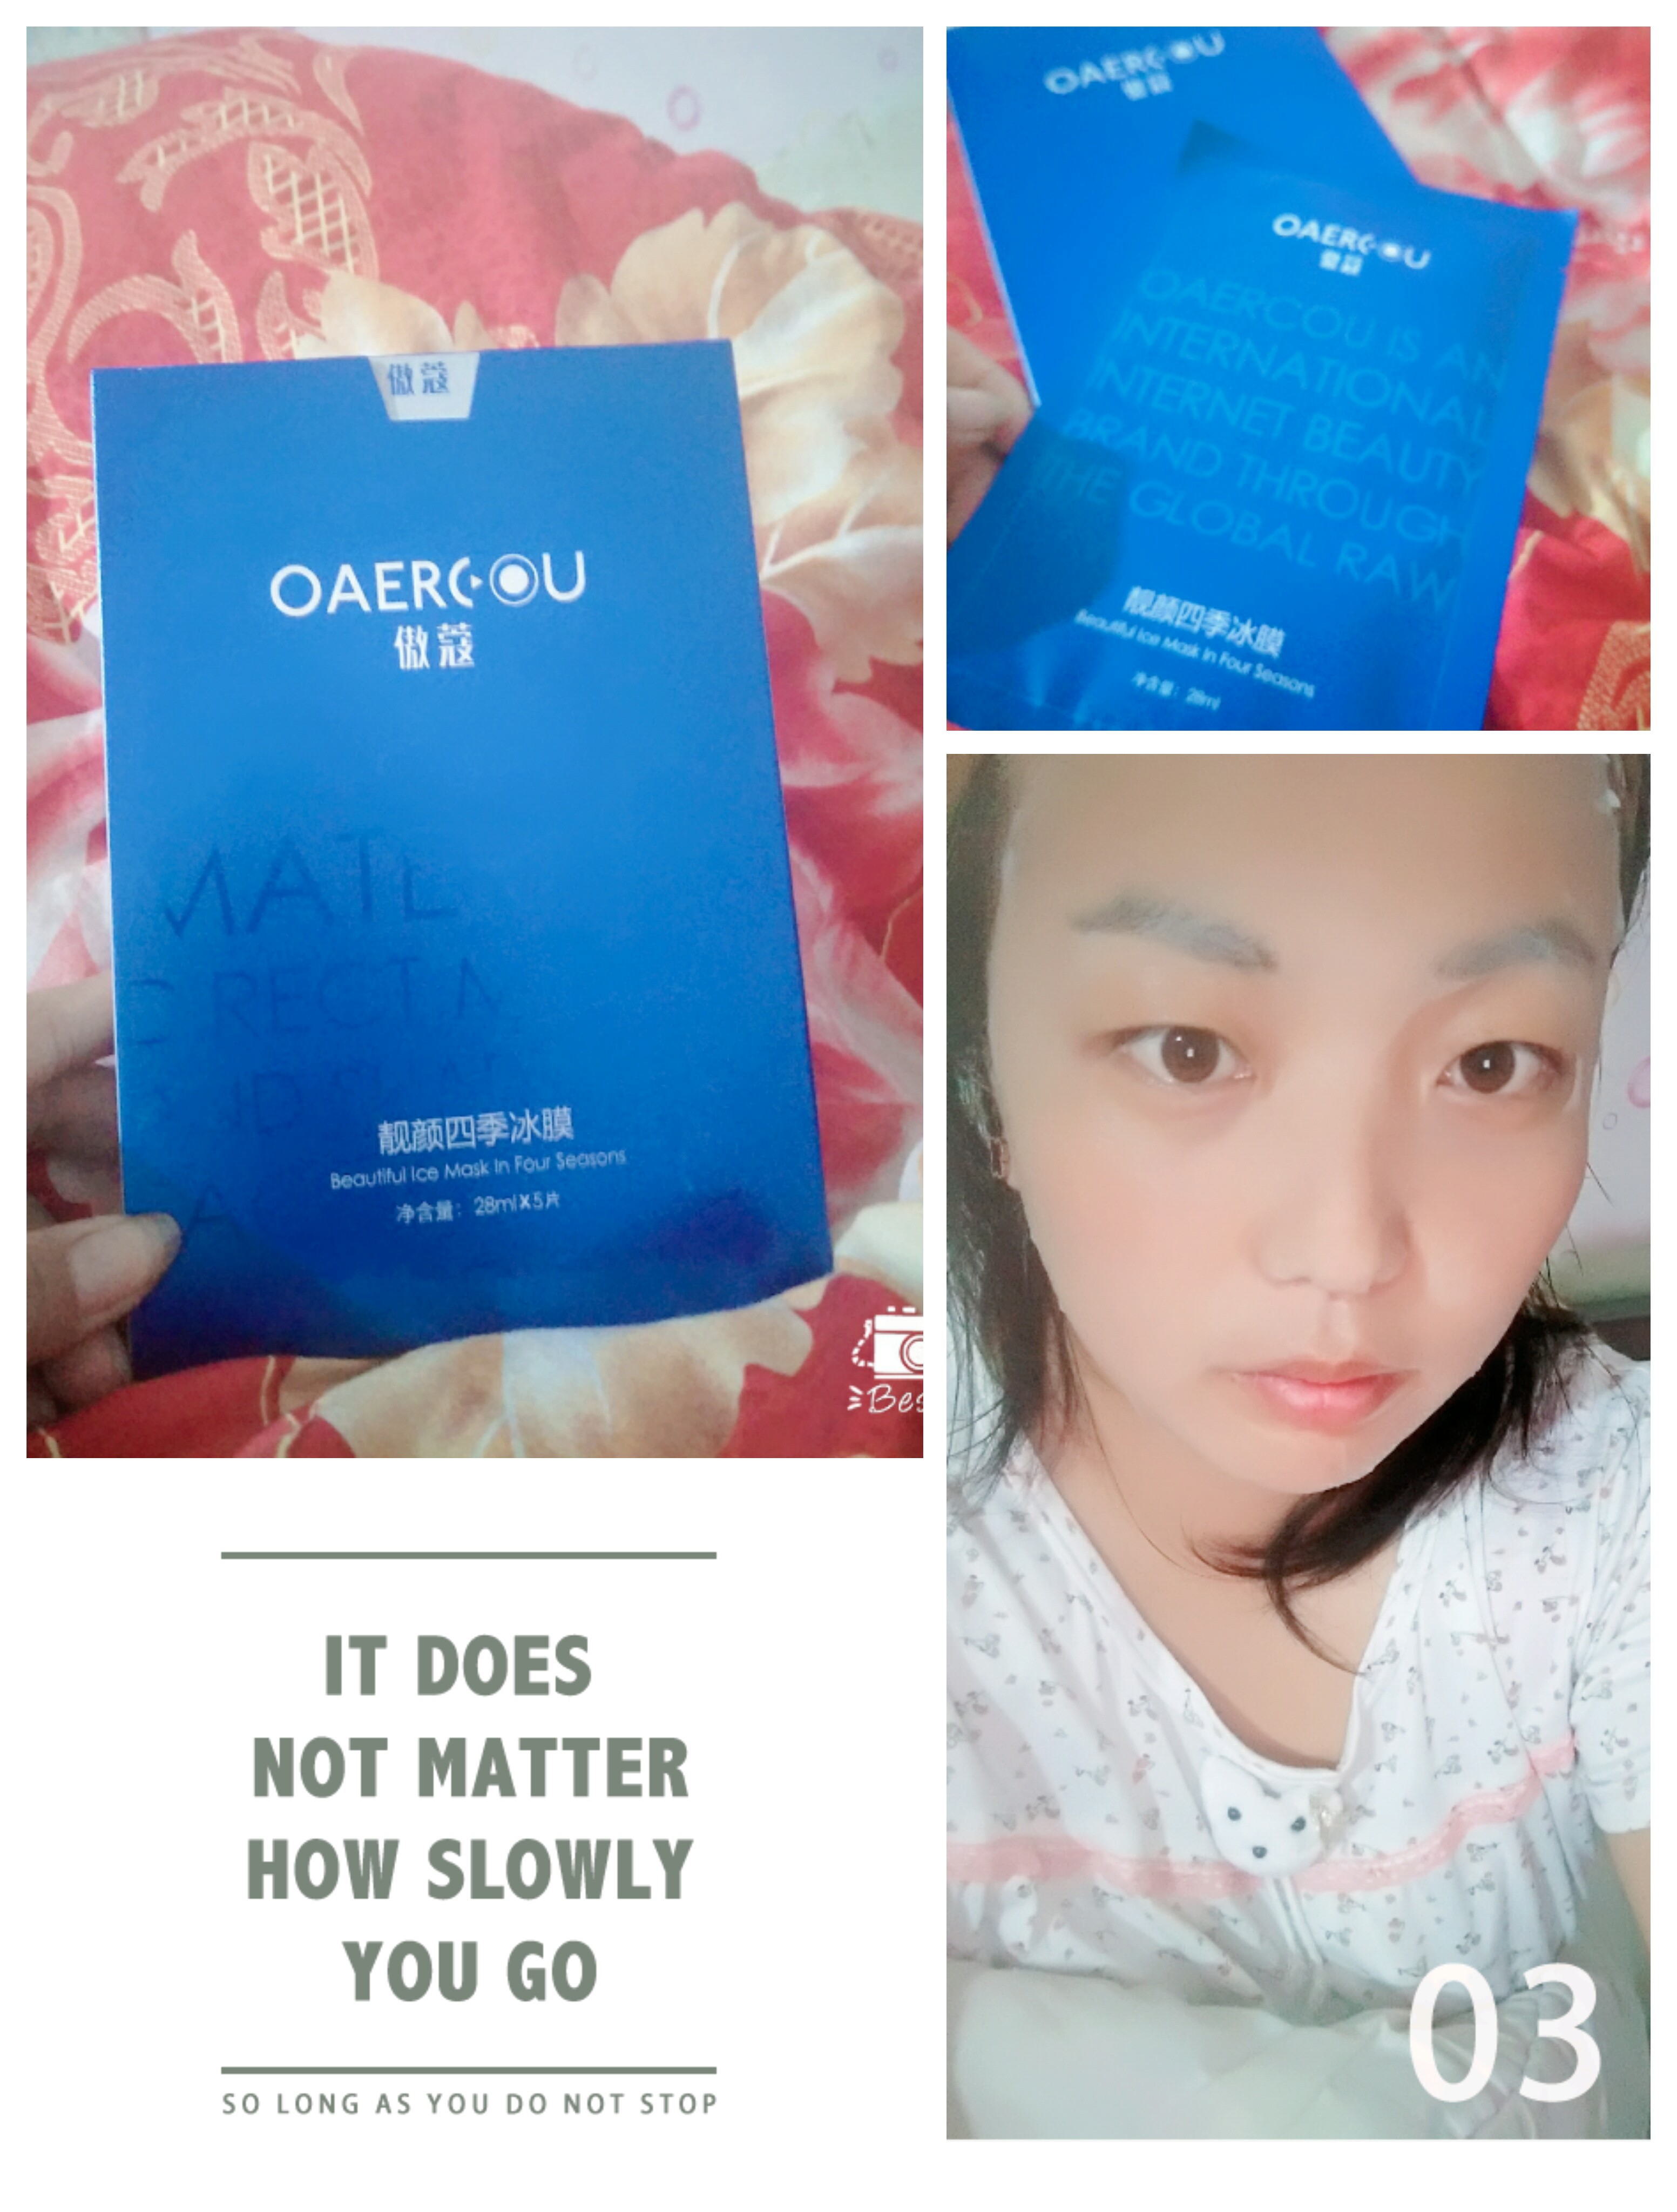 傲蔻
OAERCOU
傲蔻
MATE
RECT.
靓颜四季冰膜
Beautiful Ice Mask In Four Seasons
净含量：28ml×5片
Bes
OAERCOU
傲蔻
OAERCOU
傲蔻
OAERCOU IS AN
INTERNATIONAL
INTERNET BEAUTY
BRAND THROUGH
THE GLOBAL RAW
靓颜四季冰膜
Beautiful Ice Mask In Four Seasons
净含量：28ml
IT DOES
NOT MATTER
HOW SLOWLY
YOU GO
SO LONG AS YOU DO NOT STOP
03